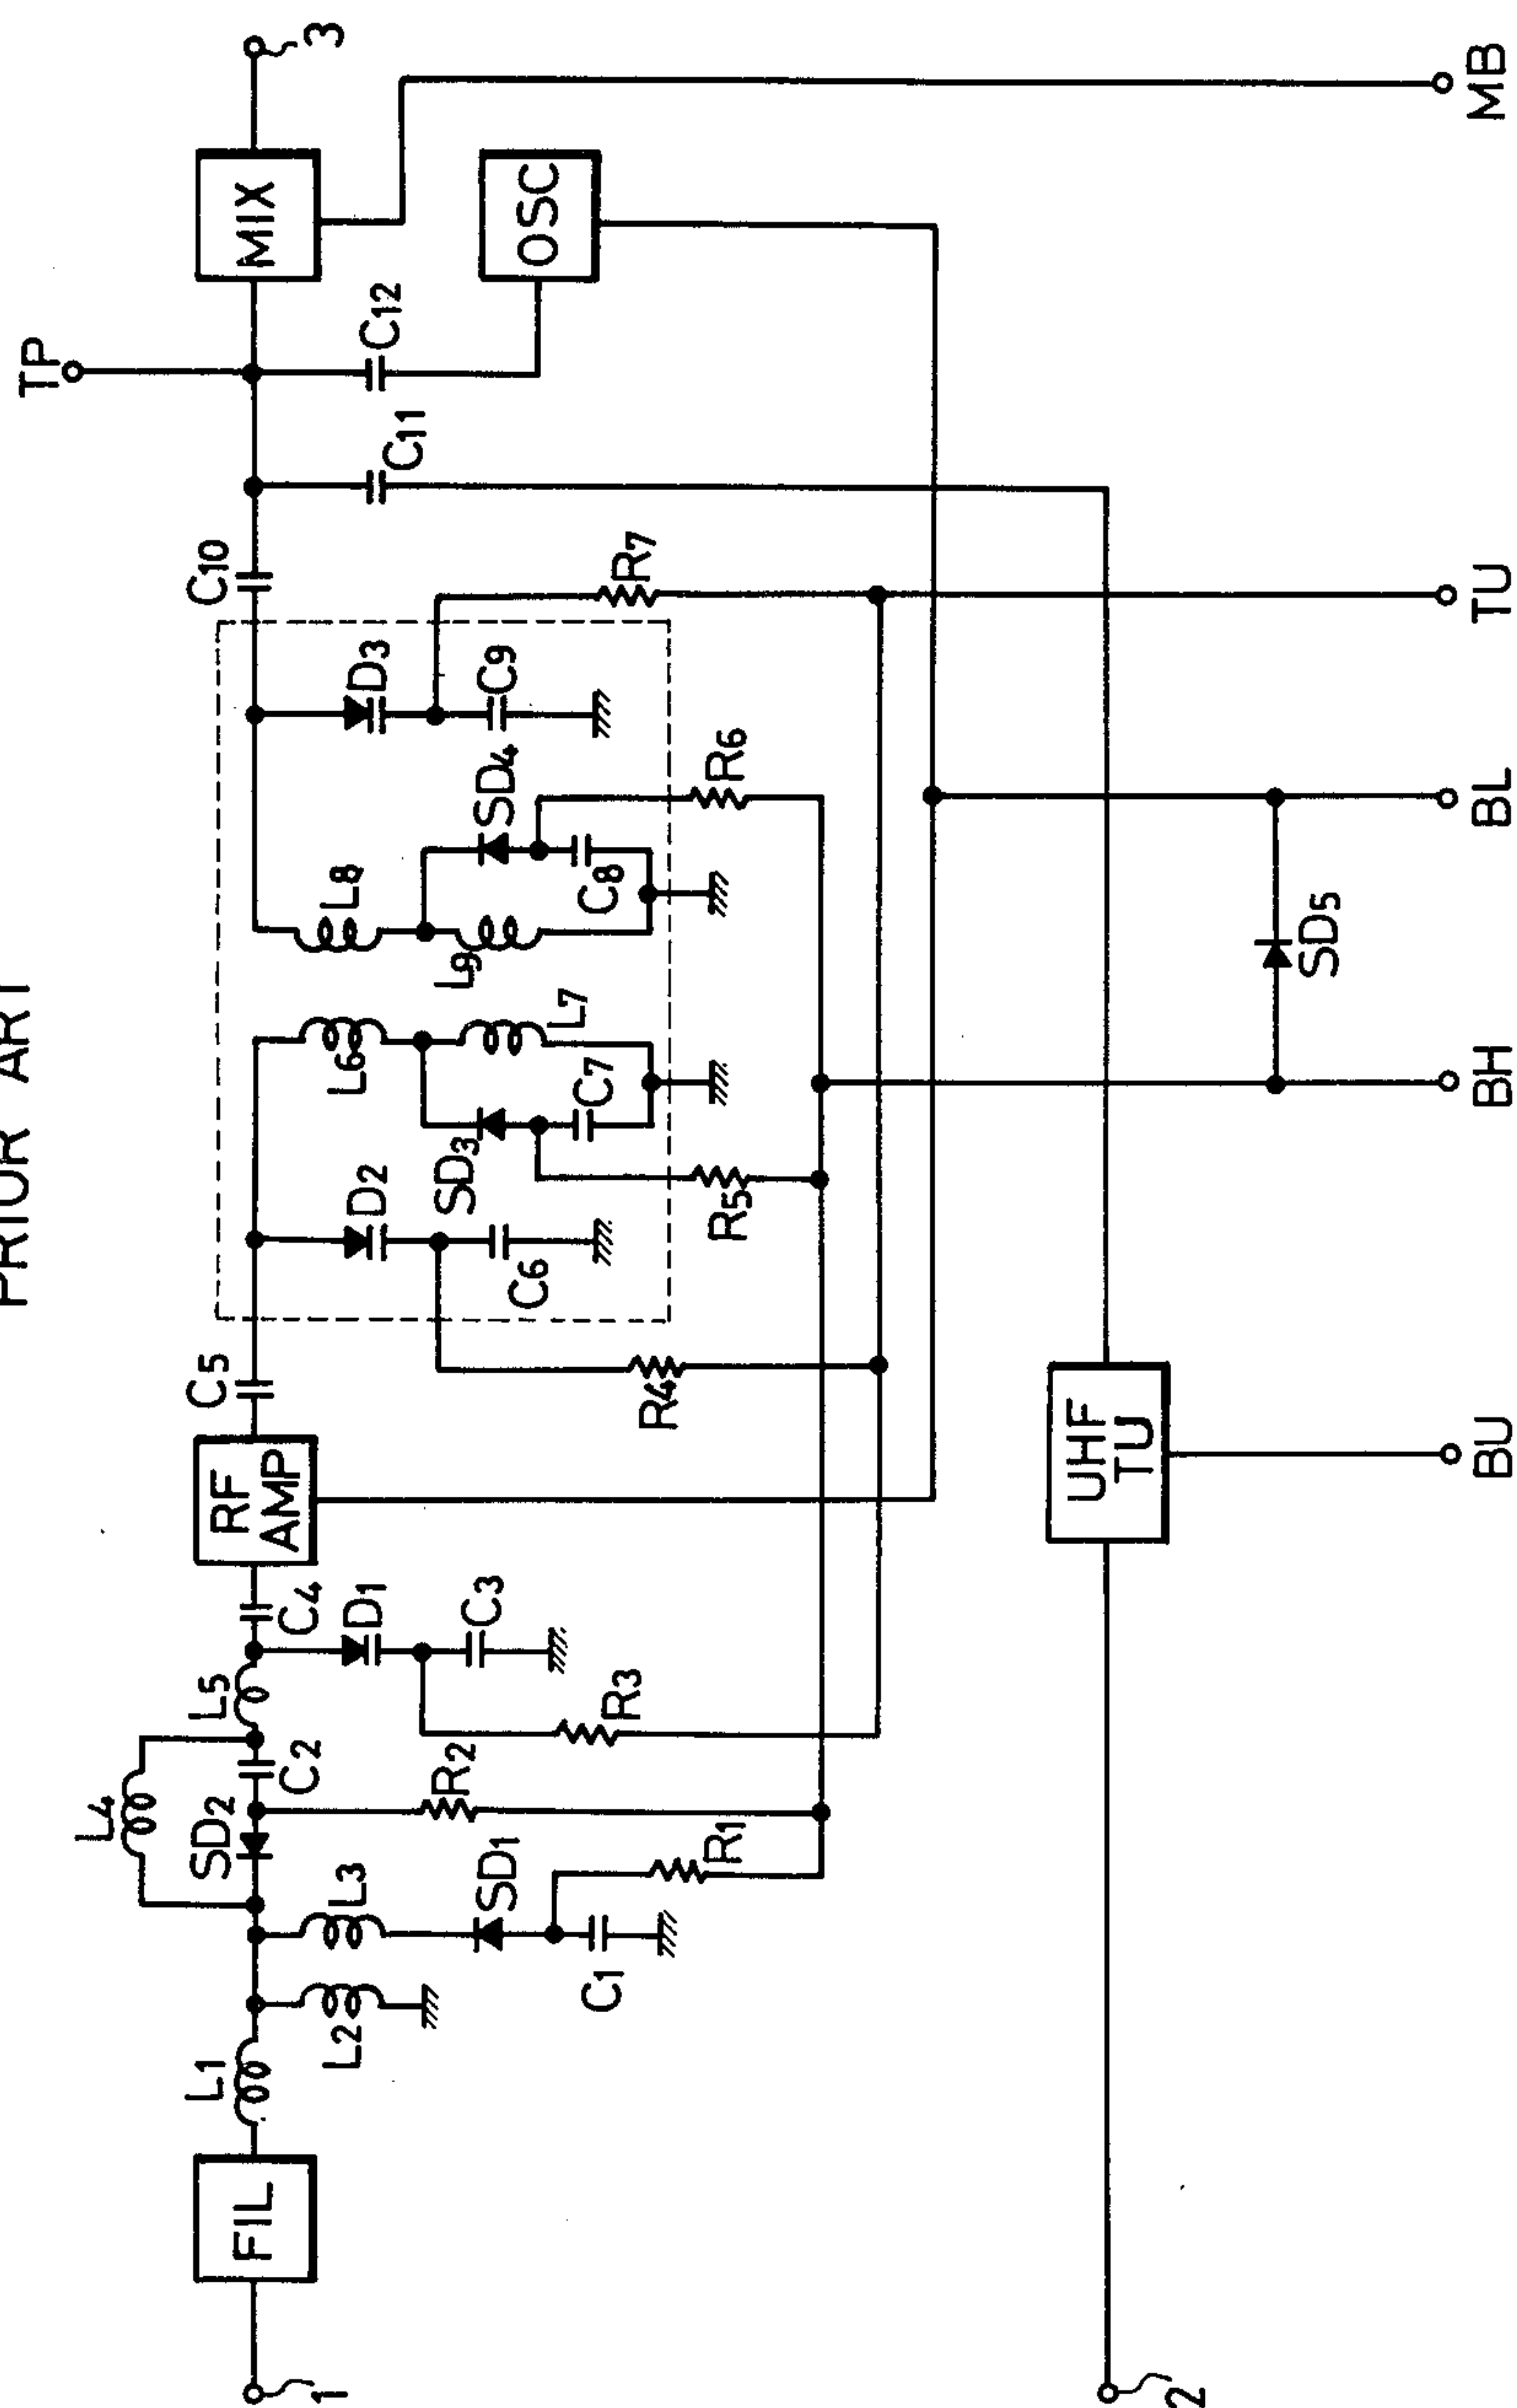 PRIOR ART
TP
L4
L1
SD2
C2
L5
C4
C5
C10
FIL
RF
AMP
MIX
3
1
L2
L3
D1
D2
L6
L8
D3
C11
C12
OSC
SD1
R2
C3
SD3
L7
L9
SD4
C9
C1
R1
R3
R4
C6
C7
C8
R7
R5
R6
UHF
TU
SD5
2
BU
BH
BL
TU
MB